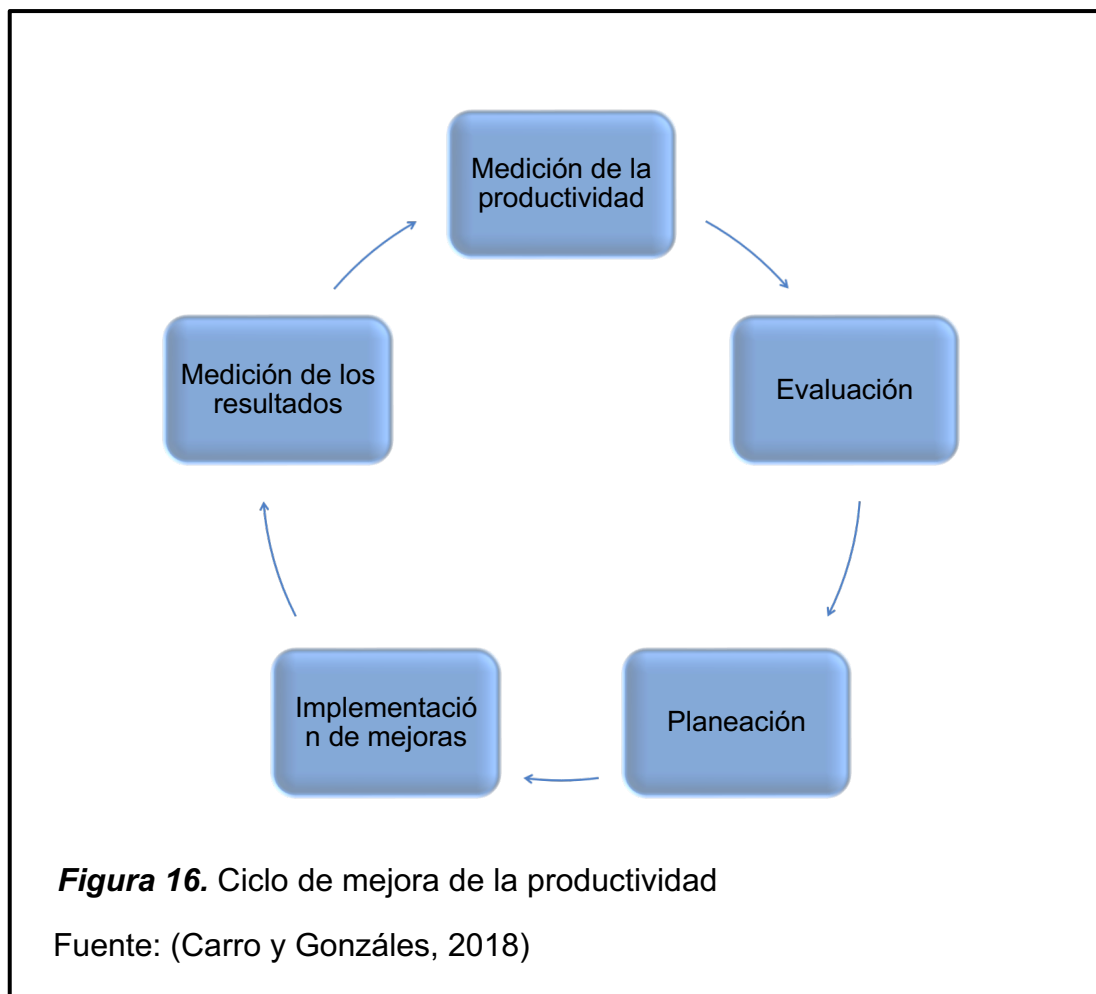 Medición de la
productividad
Evaluación
Planeación
Implementació
n de mejoras
Medición de los
resultados
Figura 16. Ciclo de mejora de la productividad
Fuente: (Carro y Gonzáles, 2018)